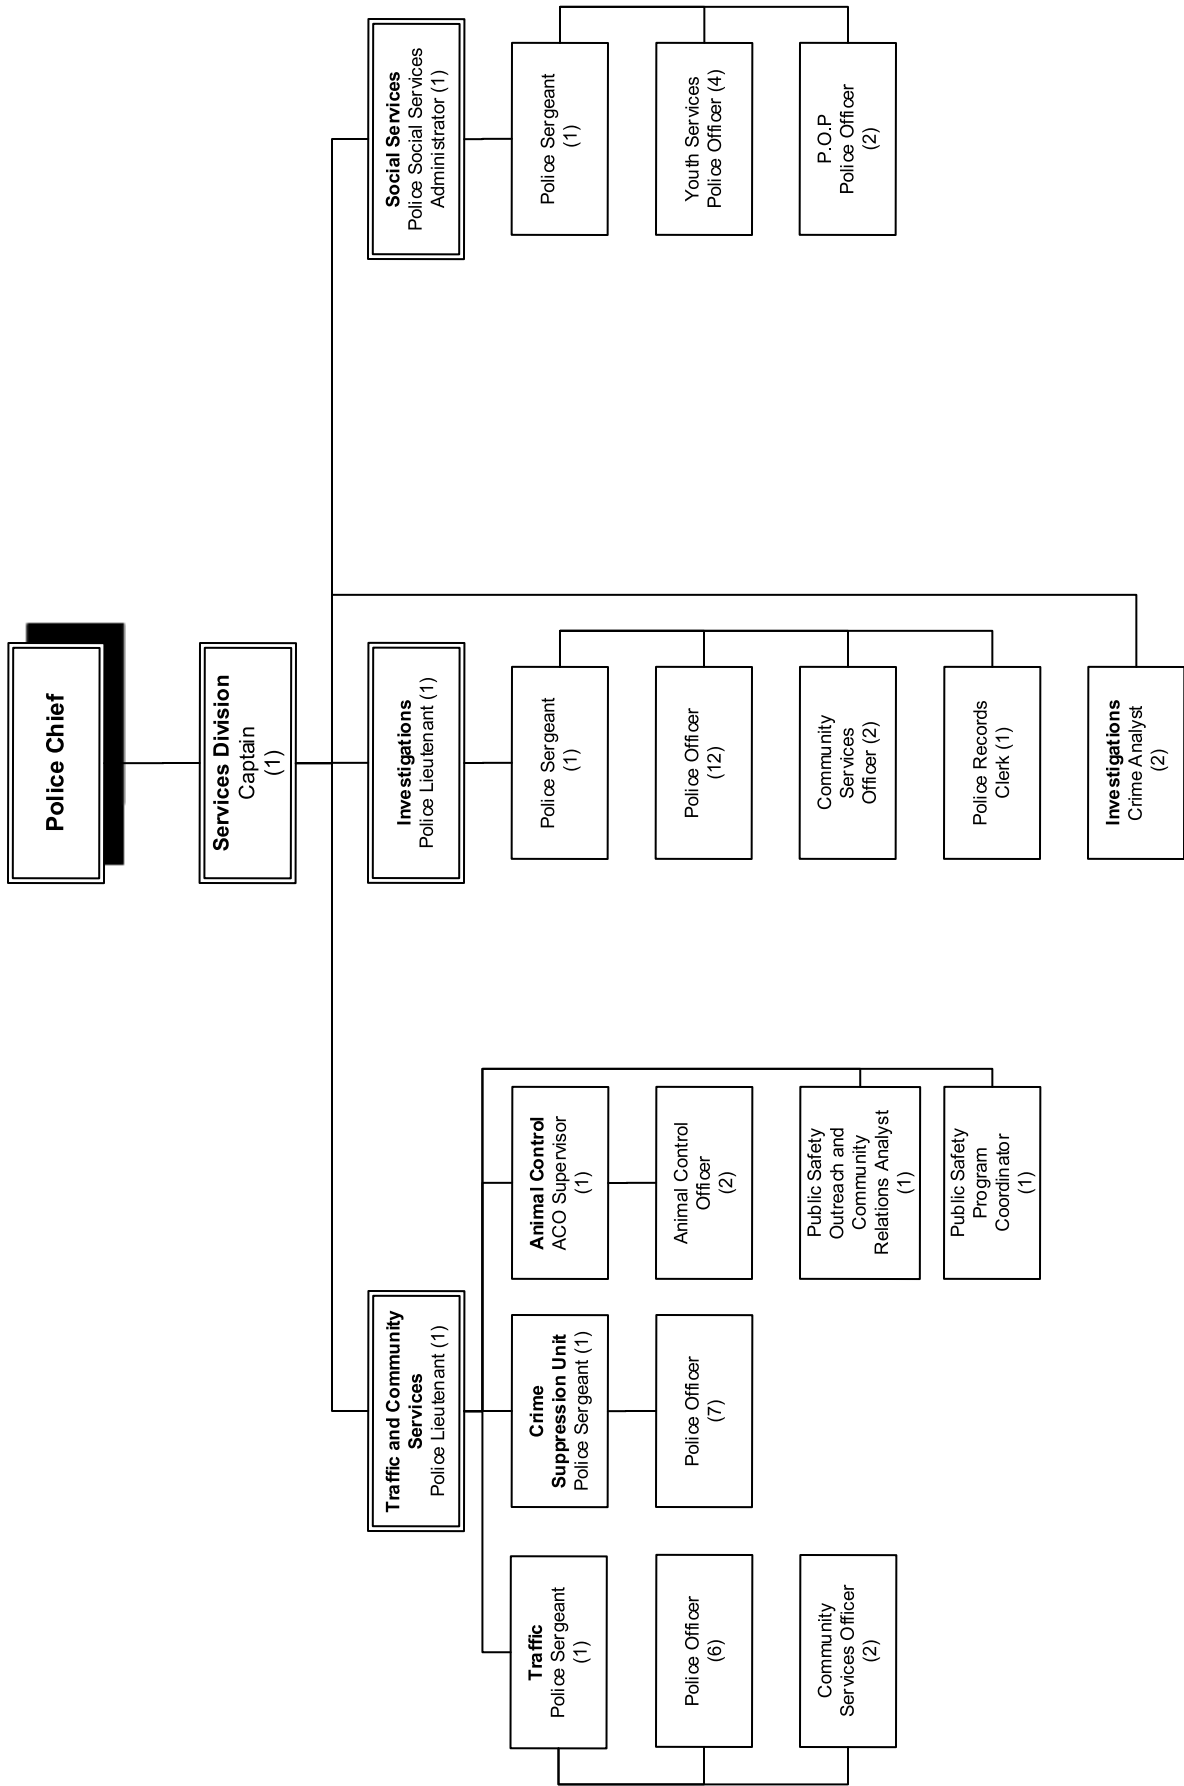 Police Chief
Services Division
Captain
(1)
Traffic and Community
Services
Police Lieutenant (1)
Traffic
Police Sergeant
(1)
Police Officer
(6)
Community
Services Officer
(2)
Crime
Suppression Unit
Police Sergeant (1)
Police Officer
(7)
Animal Control
ACO Supervisor
(1)
Animal Control
Officer
(2)
Public Safety
Outreach and
Community
Relations Analyst
(1)
Public Safety
Program
Coordinator
(1)
Investigations
Police Lieutenant (1)
Police Sergeant
(1)
Police Officer
(12)
Community
Services
Officer (2)
Police Records
Clerk (1)
Investigations
Crime Analyst
(2)
Social Services
Police Social Services
Administrator (1)
Police Sergeant
(1)
Youth Services
Police Officer (4)
P.O.P
Police Officer
(2)